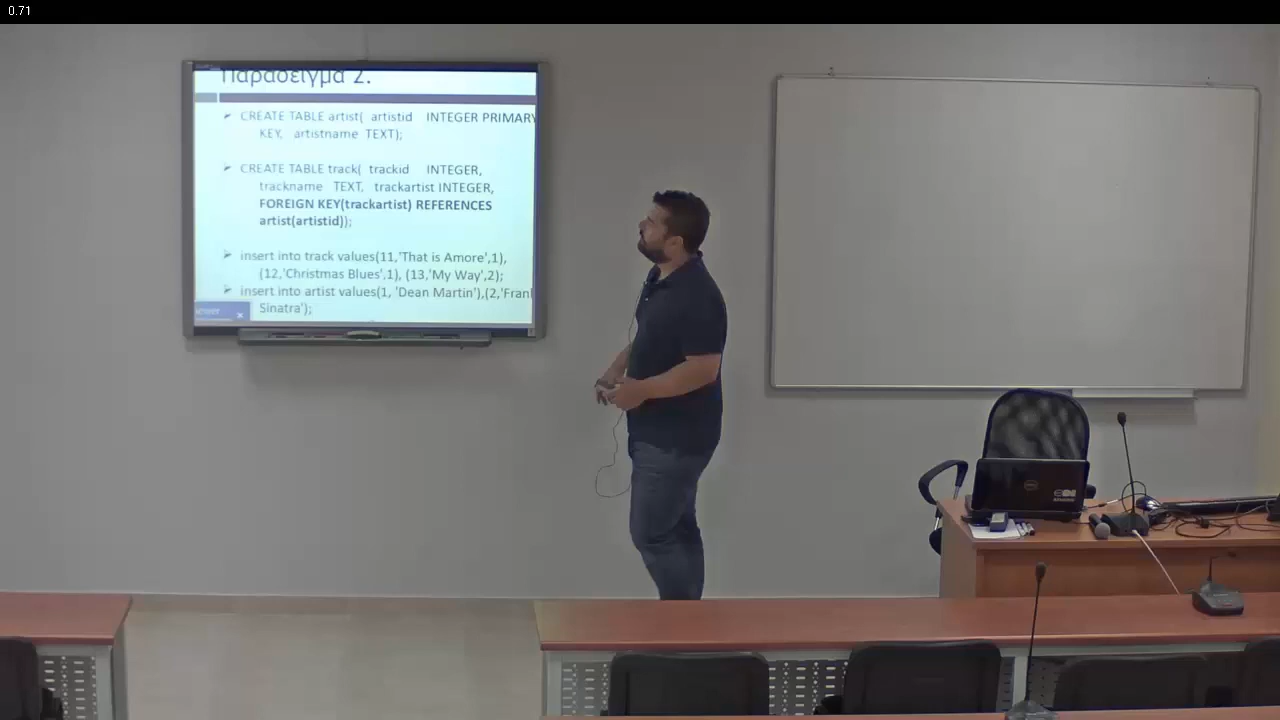 0.71
Παράδειγμα 2.
CREATE TABLE artist( artistid INTEGER PRIMARY
KEY, artistname TEXT);
CREATE TABLE track( trackid INTEGER,
trackname TEXT, trackartist INTEGER,
FOREIGN KEY(trackartist) REFERENCES
artist(artistid));
insert into track values(11,'That is Amore',1),
(12,'Christmas Blues',1), (13,'My Way',2);
insert into artist values(1, 'Dean Martin'),(2,'Frank
Sinatra');
DELL